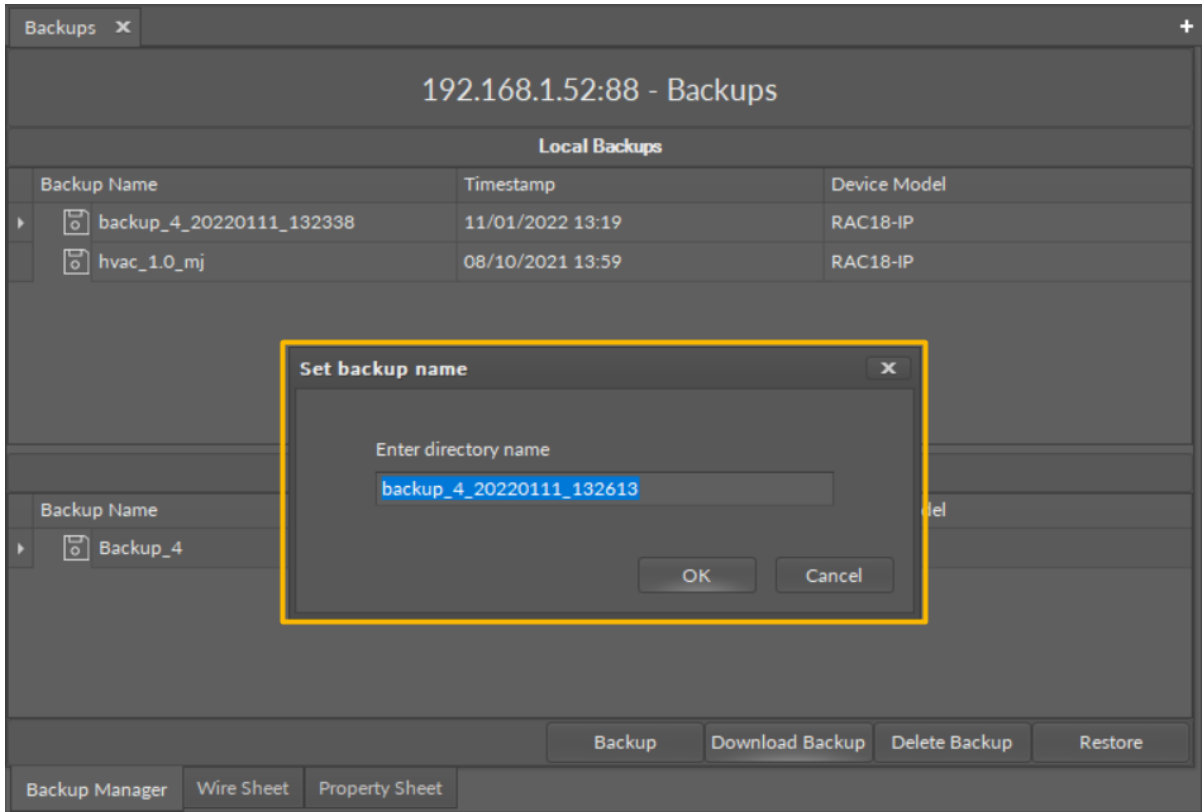 Backups
192.168.1.52:88 - Backups
Local Backups
Backup Name Timestamp Device Model
backup_4_20220111_132338 11/01/2022 13:19 RAC18-IP
hvac_1.0_mj 08/10/2021 13:59 RAC18-IP
Set backup name
Enter directory name
backup_4_20220111_132613
OK Cancel
Backup Name del
Backup_4
Backup Download Backup Delete Backup Restore
Backup Manager Wire Sheet Property Sheet